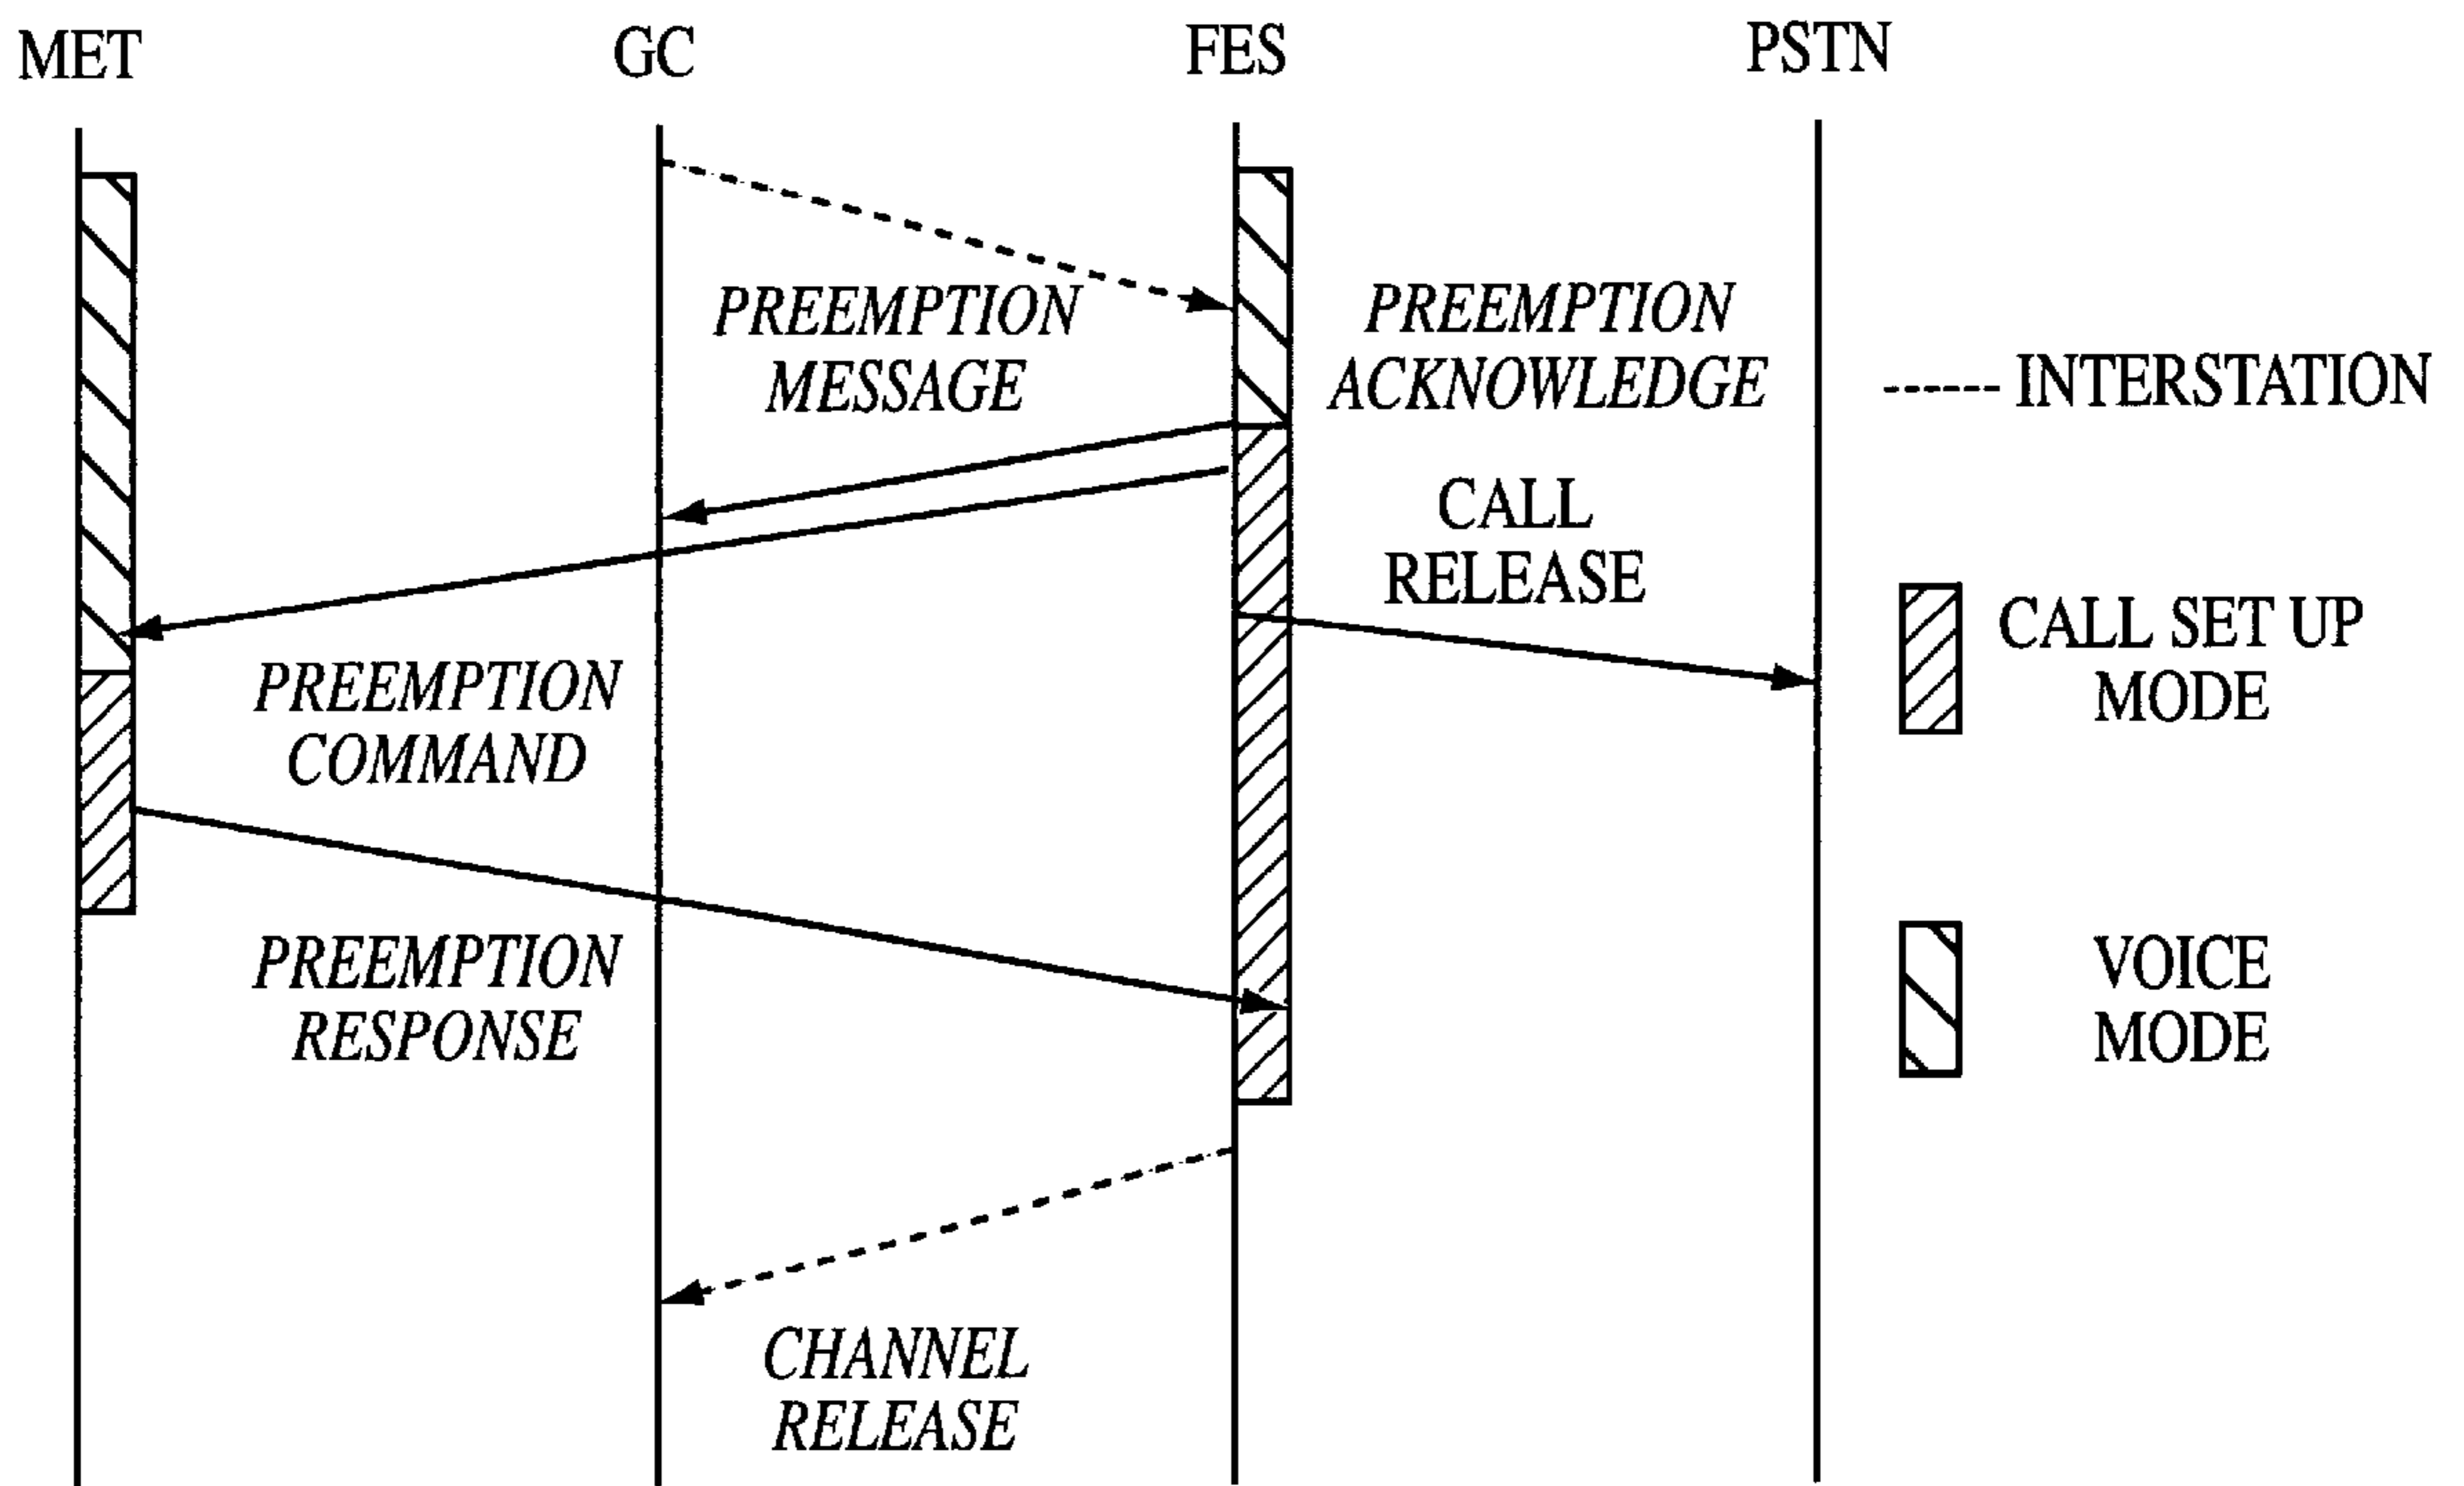 MET
GC
FES
PSTN
PREEMPTION
MESSAGE
PREEMPTION
ACKNOWLEDGE
INTERSTATION
CALL
RELEASE
CALL SET UP
MODE
PREEMPTION
COMMAND
PREEMPTION
RESPONSE
VOICE
MODE
CHANNEL
RELEASE